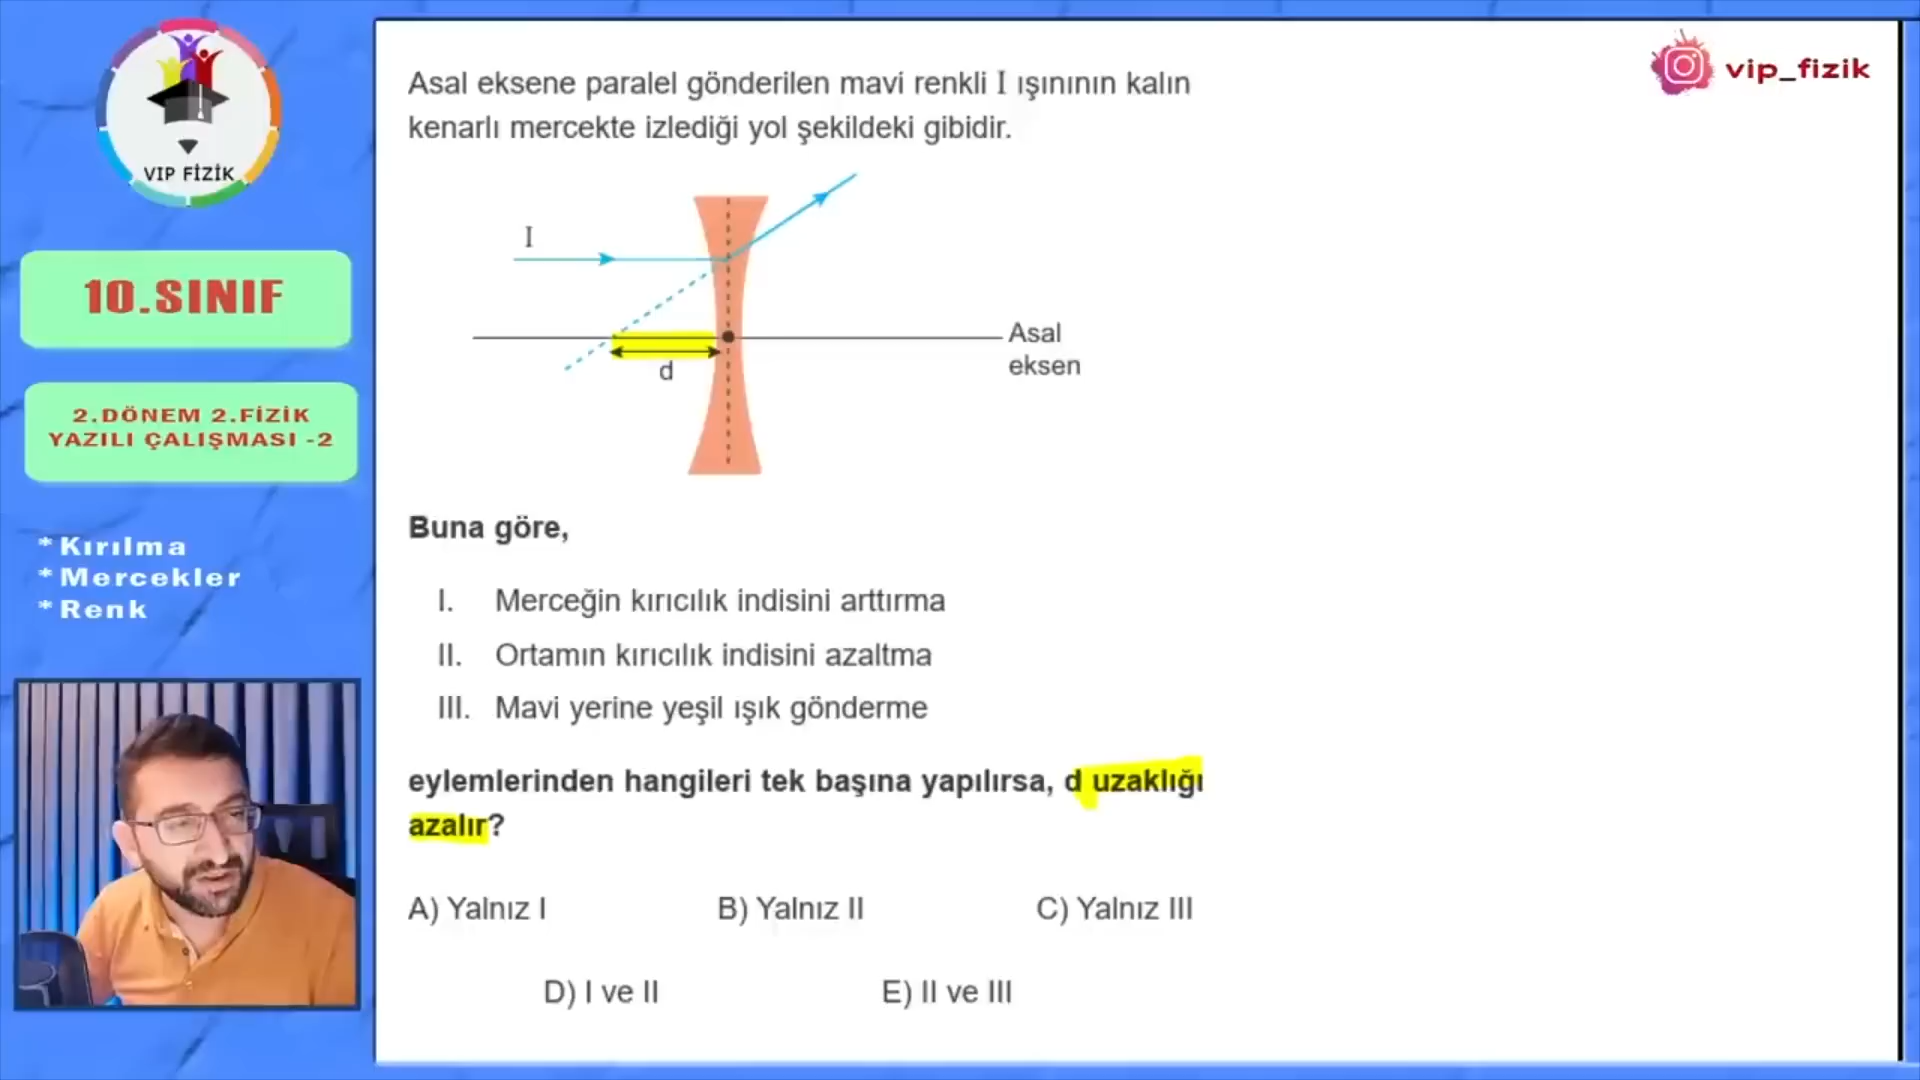 VIP FİZİK
10.SINIF
2.DÖNEM 2.FİZİK
YAZILI ÇALIŞMASI -2
* Kırılma
* Mercekler
* Renk
vip_fizik
Asal eksene paralel gönderilen mavi renkli I ışınının kalın
kenarlı mercekte izlediği yol şekildeki gibidir.
I
d
Asal
eksen
Buna göre,
I. Merceğin kırıcılık indisini arttırma
II. Ortamın kırıcılık indisini azaltma
III. Mavi yerine yeşil ışık gönderme
eylemlerinden hangileri tek başına yapılırsa, d uzaklığı
azalır?
A) Yalnız I B) Yalnız II C) Yalnız III
D) I ve II E) II ve III